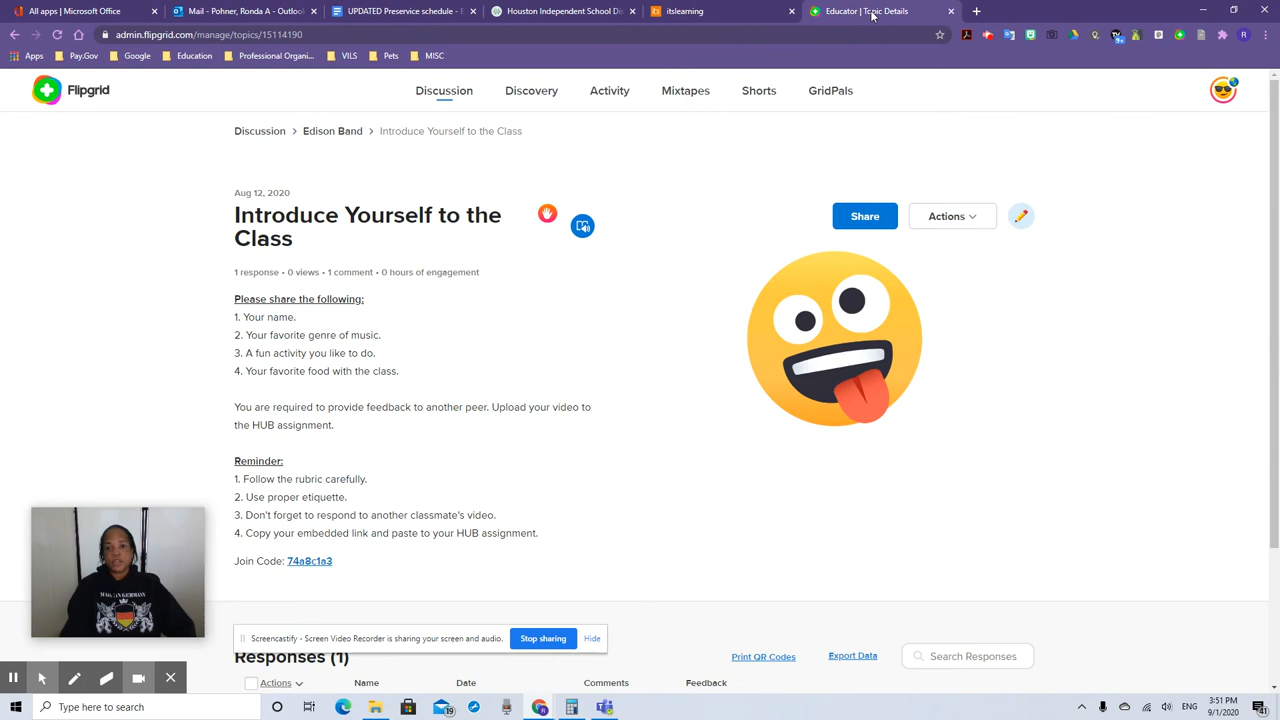 All apps | Microsoft Office
Mail - Pohner, Ronda A - Outlook
UPDATED Preservice schedule - E
Houston Independent School Dis
itslearning
Educator | Topic Details
admin.flipgrid.com/manage/topics/15114190
Apps
Pay.Gov
Google
Education
Professional Organi...
VILS
Pets
MISC
Flipgrid
Discussion
Discovery
Activity
Mixtapes
Shorts
GridPals
Discussion > Edison Band > Introduce Yourself to the Class
Aug 12, 2020
Introduce Yourself to the
Class
Share
Actions
1 response • 0 views • 1 comment • 0 hours of engagement
Please share the following:
1. Your name.
2. Your favorite genre of music.
3. A fun activity you like to do.
4. Your favorite food with the class.
You are required to provide feedback to another peer. Upload your video to
the HUB assignment.
Reminder:
1. Follow the rubric carefully.
2. Use proper etiquette.
3. Don't forget to respond to another classmate's video.
4. Copy your embedded link and paste to your HUB assignment.
Join Code: 74a8c1a3
Screencastify - Screen Video Recorder is sharing your screen and audio.
Stop sharing
Hide
Responses (1)
Print QR Codes
Export Data
Search Responses
Actions
Name
Date
Comments
Feedback
Type here to search
19
ENG
3:51 PM
9/1/2020